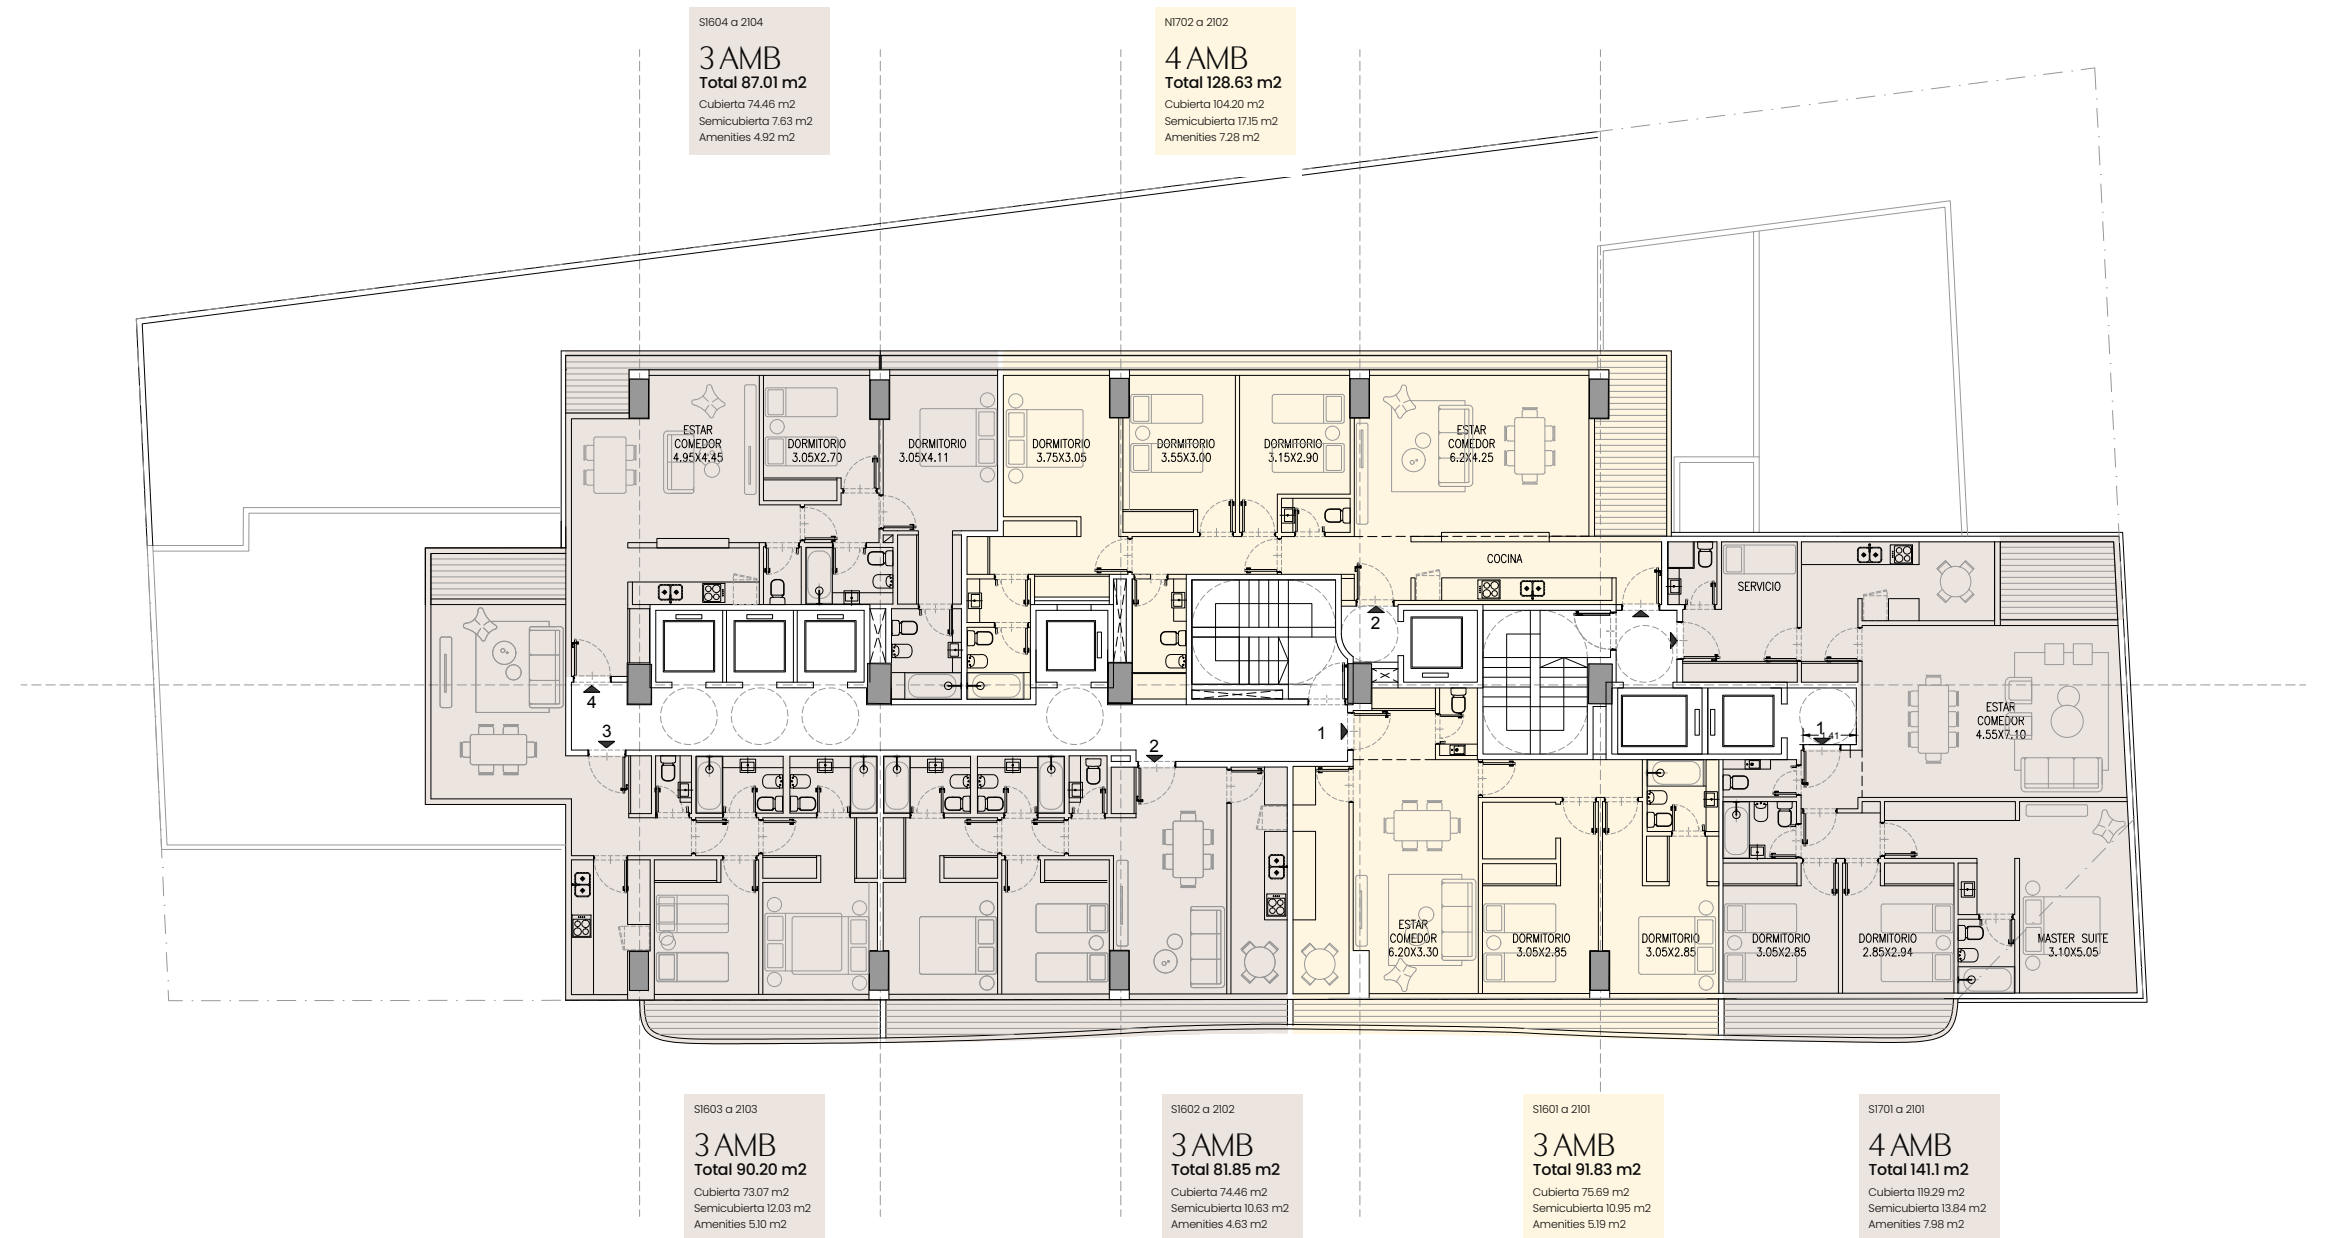 S1604 a 2104
3 AMB
Total 87.01 m2
Cubierta 74.46 m2
Semicubierta 7.63 m2
Amenities 4.92 m2
N1702 a 2102
4 AMB
Total 128.63 m2
Cubierta 104.20 m2
Semicubierta 17.15 m2
Amenities 7.28 m2
ESTAR
COMEDOR
4.95X4.45
DORMITORIO
3.05X2.70
DORMITORIO
3.05X4.11
DORMITORIO
3.75X3.05
DORMITORIO
3.55X3.00
DORMITORIO
3.15X2.90
ESTAR
COMEDOR
6.2X4.25
COCINA
SERVICIO
2
4
3
2
1
1
1.41
ESTAR
COMEDOR
4.55X7.10
ESTAR
COMEDOR
6.20X3.30
DORMITORIO
3.05X2.85
DORMITORIO
3.05X2.85
DORMITORIO
3.05X2.85
DORMITORIO
2.85X2.94
MASTER SUITE
3.10X5.05
S1603 a 2103
3 AMB
Total 90.20 m2
Cubierta 73.07 m2
Semicubierta 12.03 m2
Amenities 5.10 m2
S1602 a 2102
3 AMB
Total 81.85 m2
Cubierta 74.46 m2
Semicubierta 10.63 m2
Amenities 4.63 m2
S1601 a 2101
3 AMB
Total 91.83 m2
Cubierta 75.69 m2
Semicubierta 10.95 m2
Amenities 5.19 m2
S1701 a 2101
4 AMB
Total 141.1 m2
Cubierta 119.29 m2
Semicubierta 13.84 m2
Amenities 7.98 m2